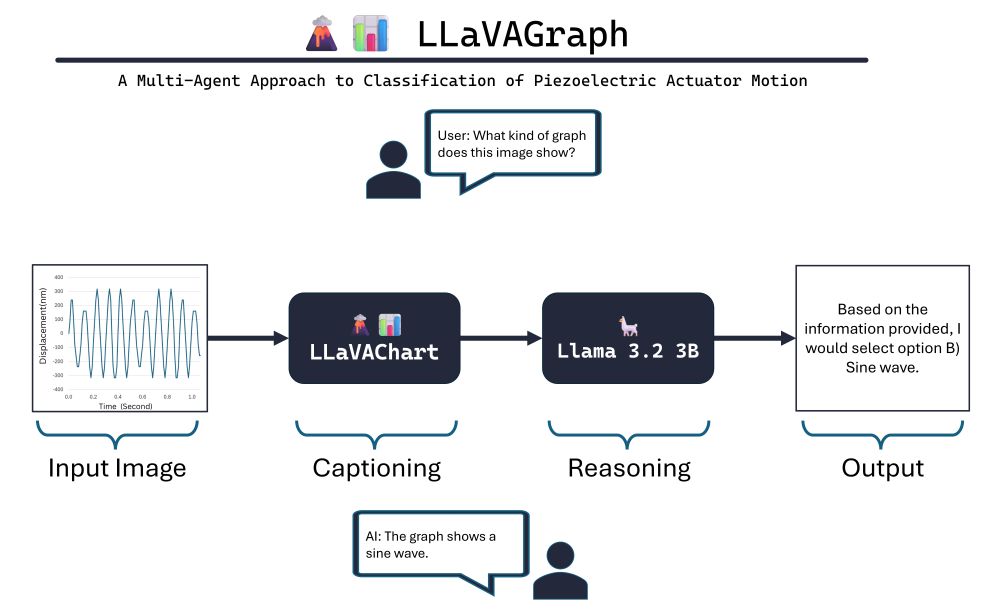 LLaVAGraph
A Multi-Agent Approach to Classification of Piezoelectric Actuator Motion
User: What kind of graph
does this image show?
Displacement(nm)
400
300
200
100
0
-100
-200
-300
-400
0.0 0.2 0.4 0.6 0.8 1.0
Time (Second)
LLaVAChart
Llama 3.2 3B
Based on the
information provided, I
would select option B)
Sine wave.
Input Image
Captioning
Reasoning
Output
AI: The graph shows a
sine wave.